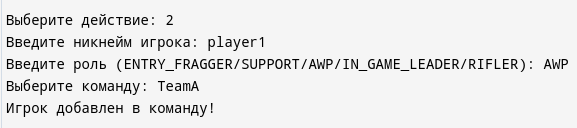 Выберите действие: 2
Введите никнейм игрока: player1
Введите роль (ENTRY_FRAGGER/SUPPORT/AWP/IN_GAME_LEADER/RIFLER): AWP
Выберите команду: TeamA
Игрок добавлен в команду!